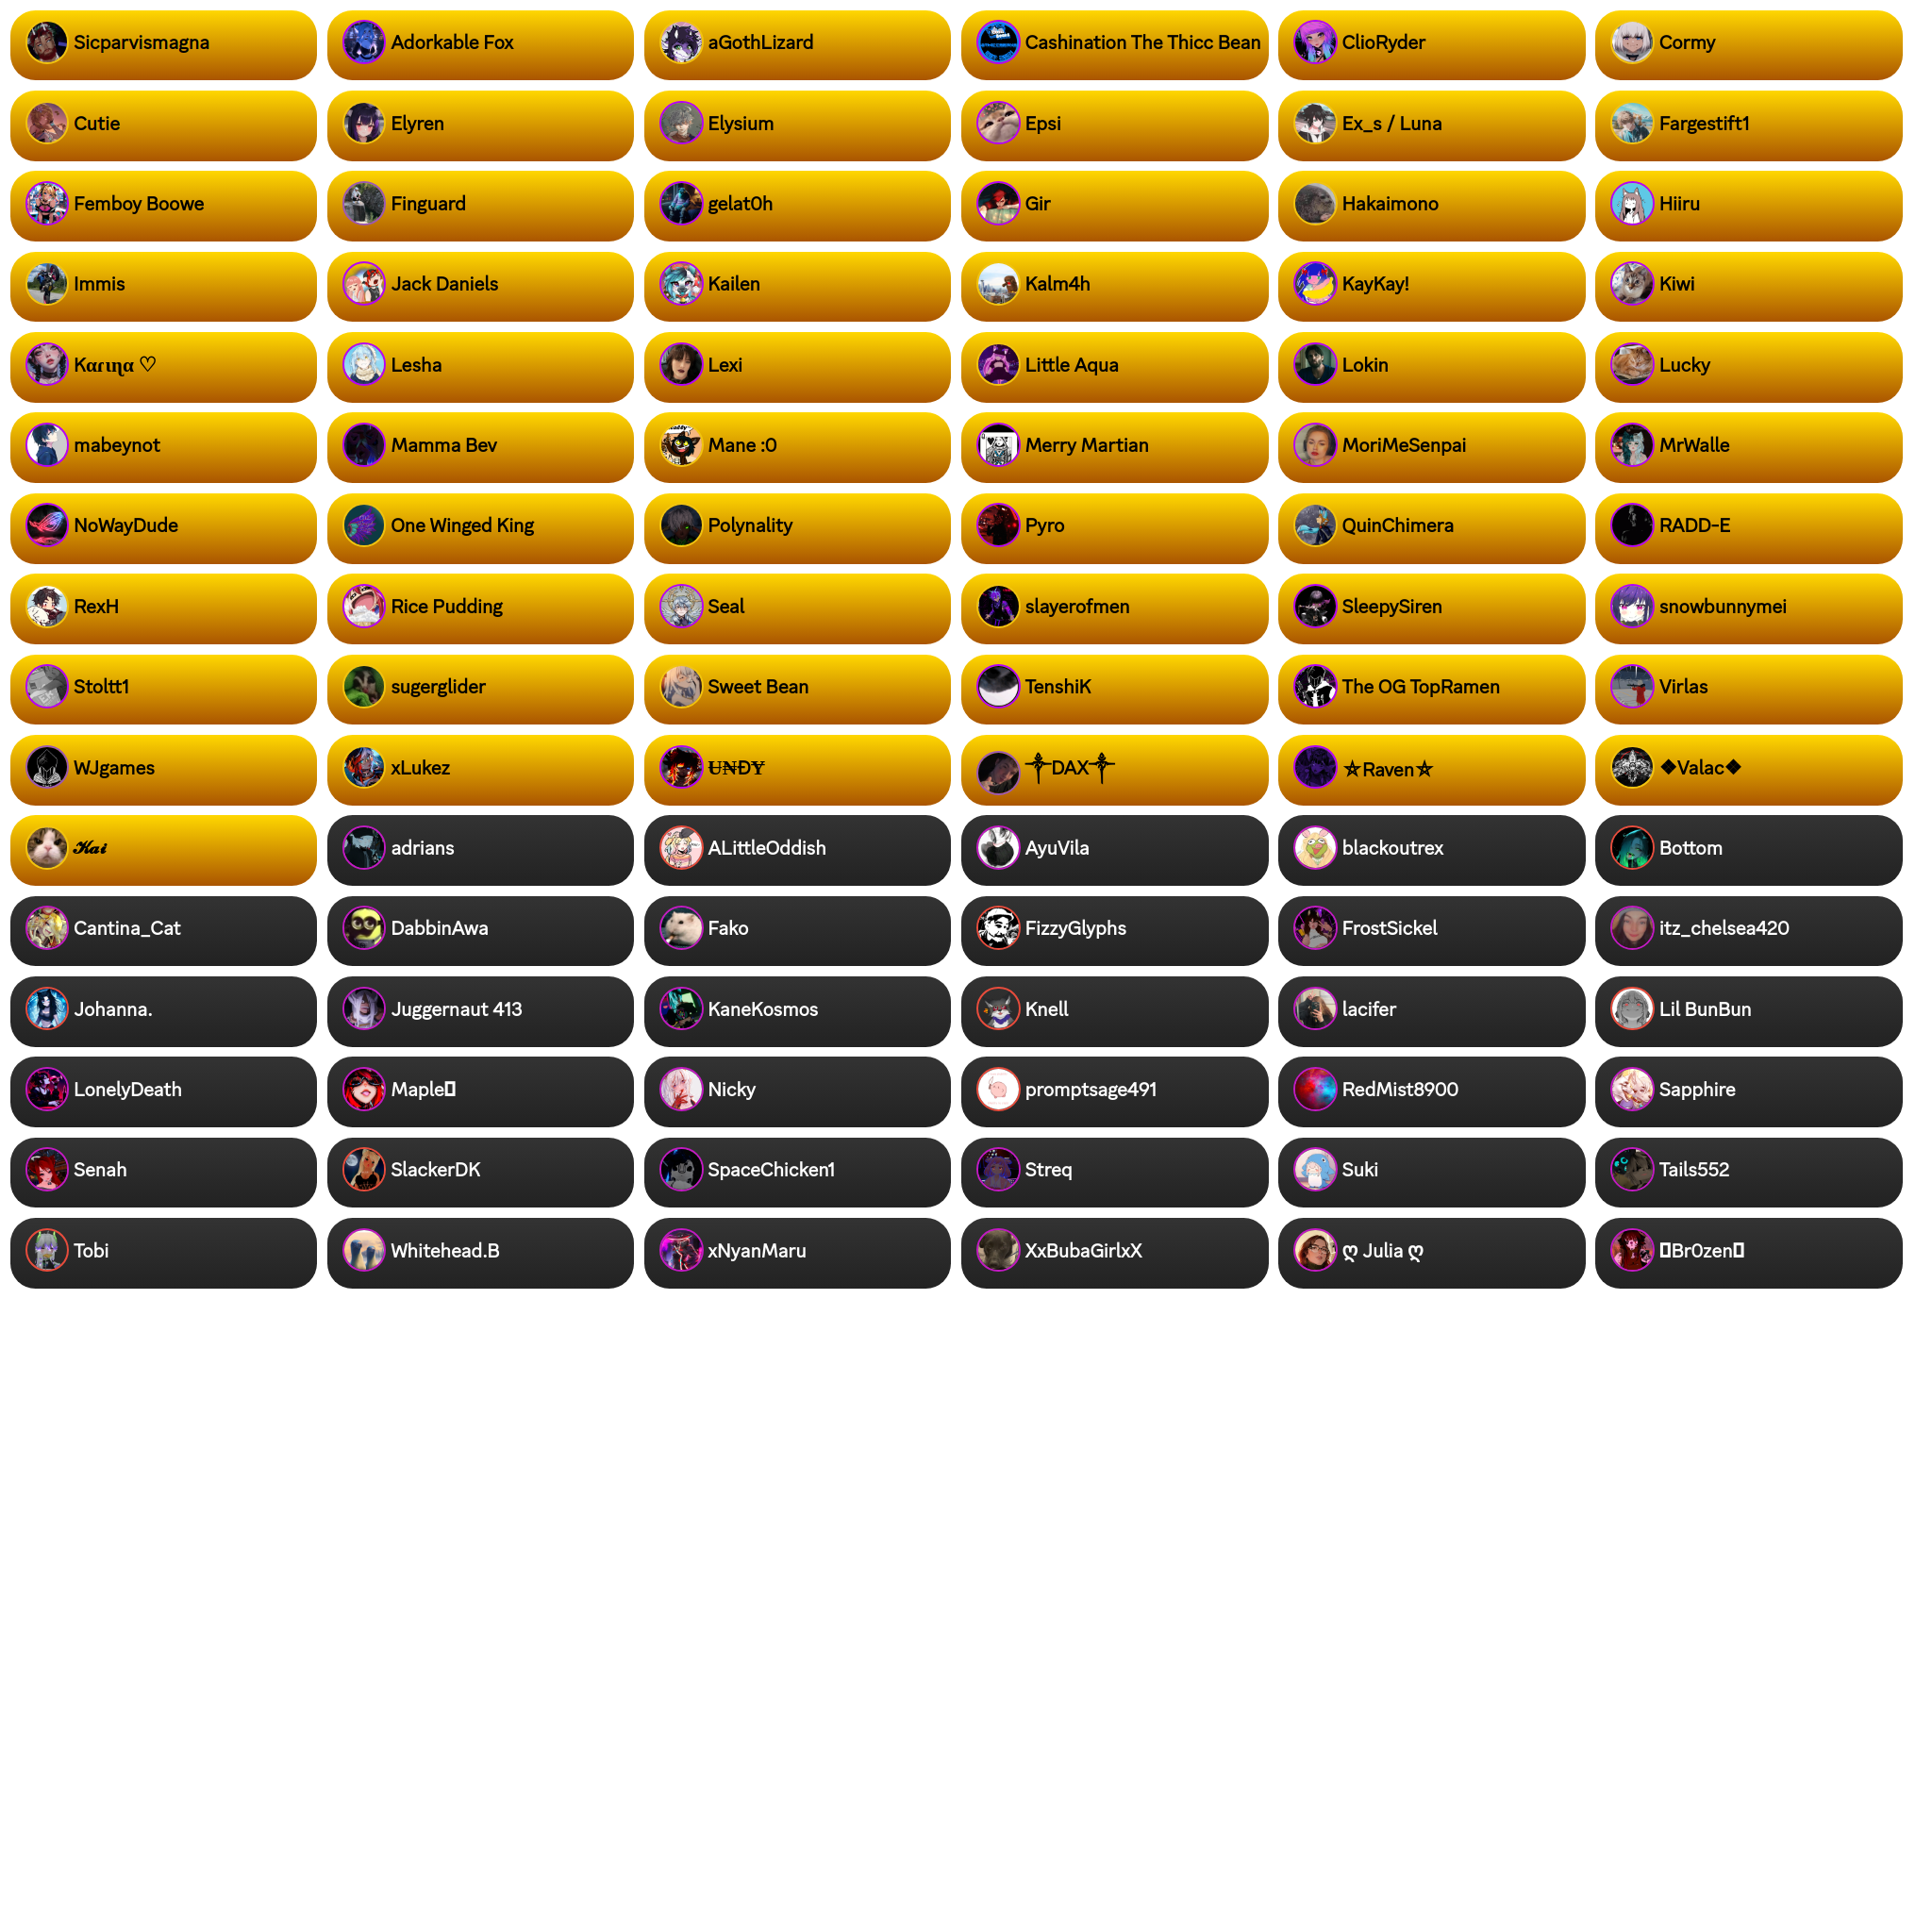 Sicparvismagna Adorkable Fox aGothLizard Cashination The Thicc Bean ClioRyder Cormy
Cutie Elyren Elysium Epsi Ex_s / Luna Fargestift1
Femboy Boowe Finguard gelat0h Gir Hakaimono Hiiru
Immis Jack Daniels Kailen Kalm4h KayKay! Kiwi
Kαɾιɳα ♡ Lesha Lexi Little Aqua Lokin Lucky
mabeynot Mamma Bev Mane :0 Merry Martian MoriMeSenpai MrWalle
NoWayDude One Winged King Polynality Pyro QuinChimera RADD-E
RexH Rice Pudding Seal slayerofmen SleepySiren snowbunnymei
Stoltt1 sugerglider Sweet Bean TenshiK The OG TopRamen Virlas
WJgames xLukez U̶₦ĐY̶ ༒DAX༒ ⛤Raven⛤ ❖Valac❖
𝓚𝓪𝓲 adrians ALittleOddish AyuVila blackoutrex Bottom
Cantina_Cat DabbinAwa Fako FizzyGlyphs FrostSickel itz_chelsea420
Johanna. Juggernaut 413 KaneKosmos Knell lacifer Lil BunBun
LonelyDeath Maple Nicky promptsage491 RedMist8900 Sapphire
Senah SlackerDK SpaceChicken1 Streq Suki Tails552
Tobi Whitehead.B xNyanMaru XxBubaGirlxX ღ Julia ღ Br0zen